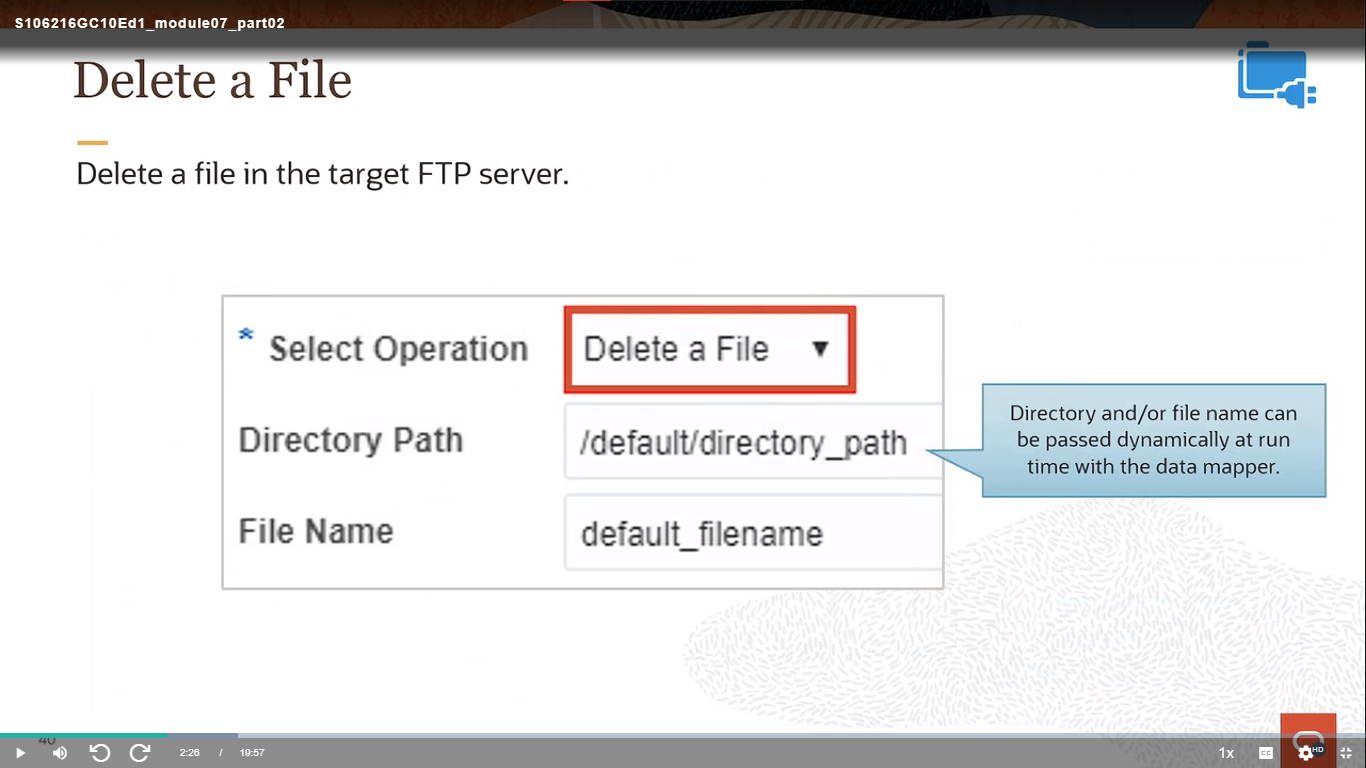 S106216GC10Ed1_module07_part02
Delete a File
Delete a file in the target FTP server.
* Select Operation
Delete a File ▼
Directory Path
/default/directory_path
File Name
default_filename
Directory and/or file name can
be passed dynamically at run
time with the data mapper.
40
2:26 / 19:57
1x
CC
HD